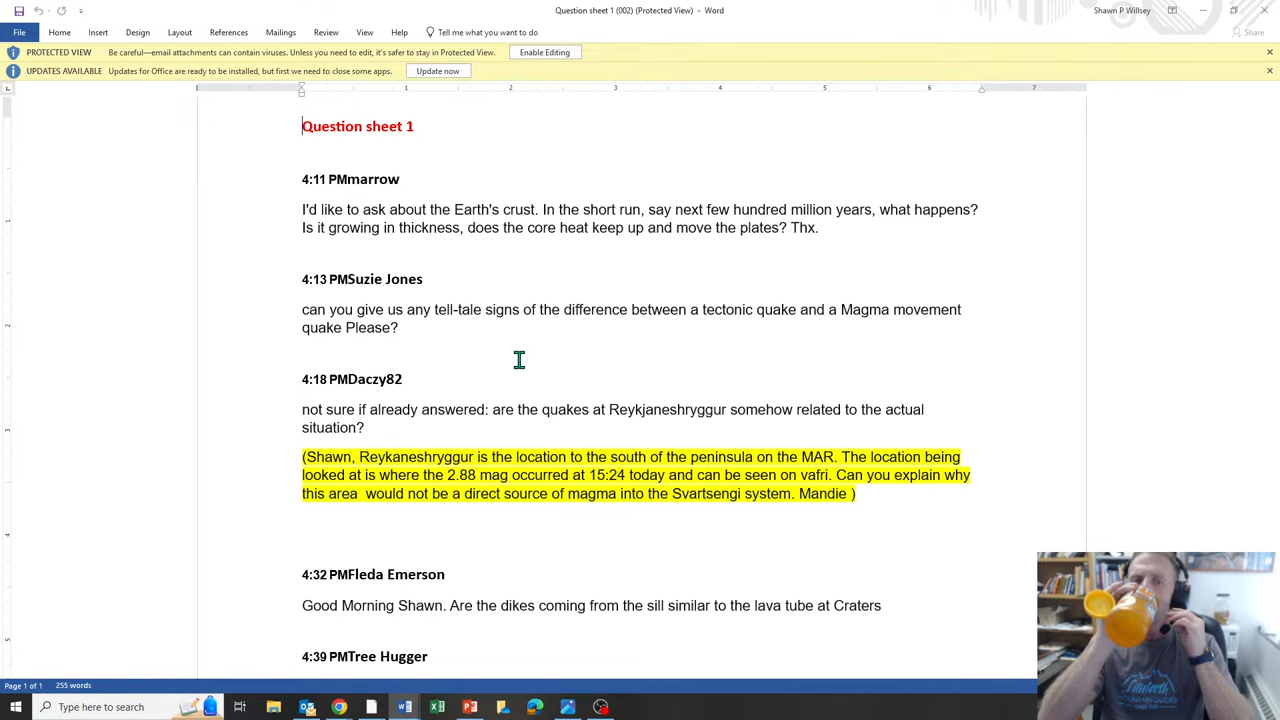 Question sheet 1 (002) (Protected View) - Word
Shawn P Willsey
File Home Insert Design Layout References Mailings Review View Help Tell me what you want to do Share
PROTECTED VIEW Be careful—email attachments can contain viruses. Unless you need to edit, it's safer to stay in Protected View. Enable Editing
UPDATES AVAILABLE Updates for Office are ready to be installed, but first we need to close some apps. Update now
1 1 2 3 4 5 6 7
Question sheet 1
4:11 PMmarrow
I'd like to ask about the Earth's crust. In the short run, say next few hundred million years, what happens?
Is it growing in thickness, does the core heat keep up and move the plates? Thx.
4:13 PMSuzie Jones
can you give us any tell-tale signs of the difference between a tectonic quake and a Magma movement
quake Please?
4:18 PMDaczy82
not sure if already answered: are the quakes at Reykjaneshryggur somehow related to the actual
situation?
(Shawn, Reykaneshryggur is the location to the south of the peninsula on the MAR. The location being
looked at is where the 2.88 mag occurred at 15:24 today and can be seen on vafri. Can you explain why
this area  would not be a direct source of magma into the Svartsengi system. Mandie )
4:32 PMFleda Emerson
Good Morning Shawn. Are the dikes coming from the sill similar to the lava tube at Craters
4:39 PMTree Hugger
Page 1 of 1 255 words
Type here to search